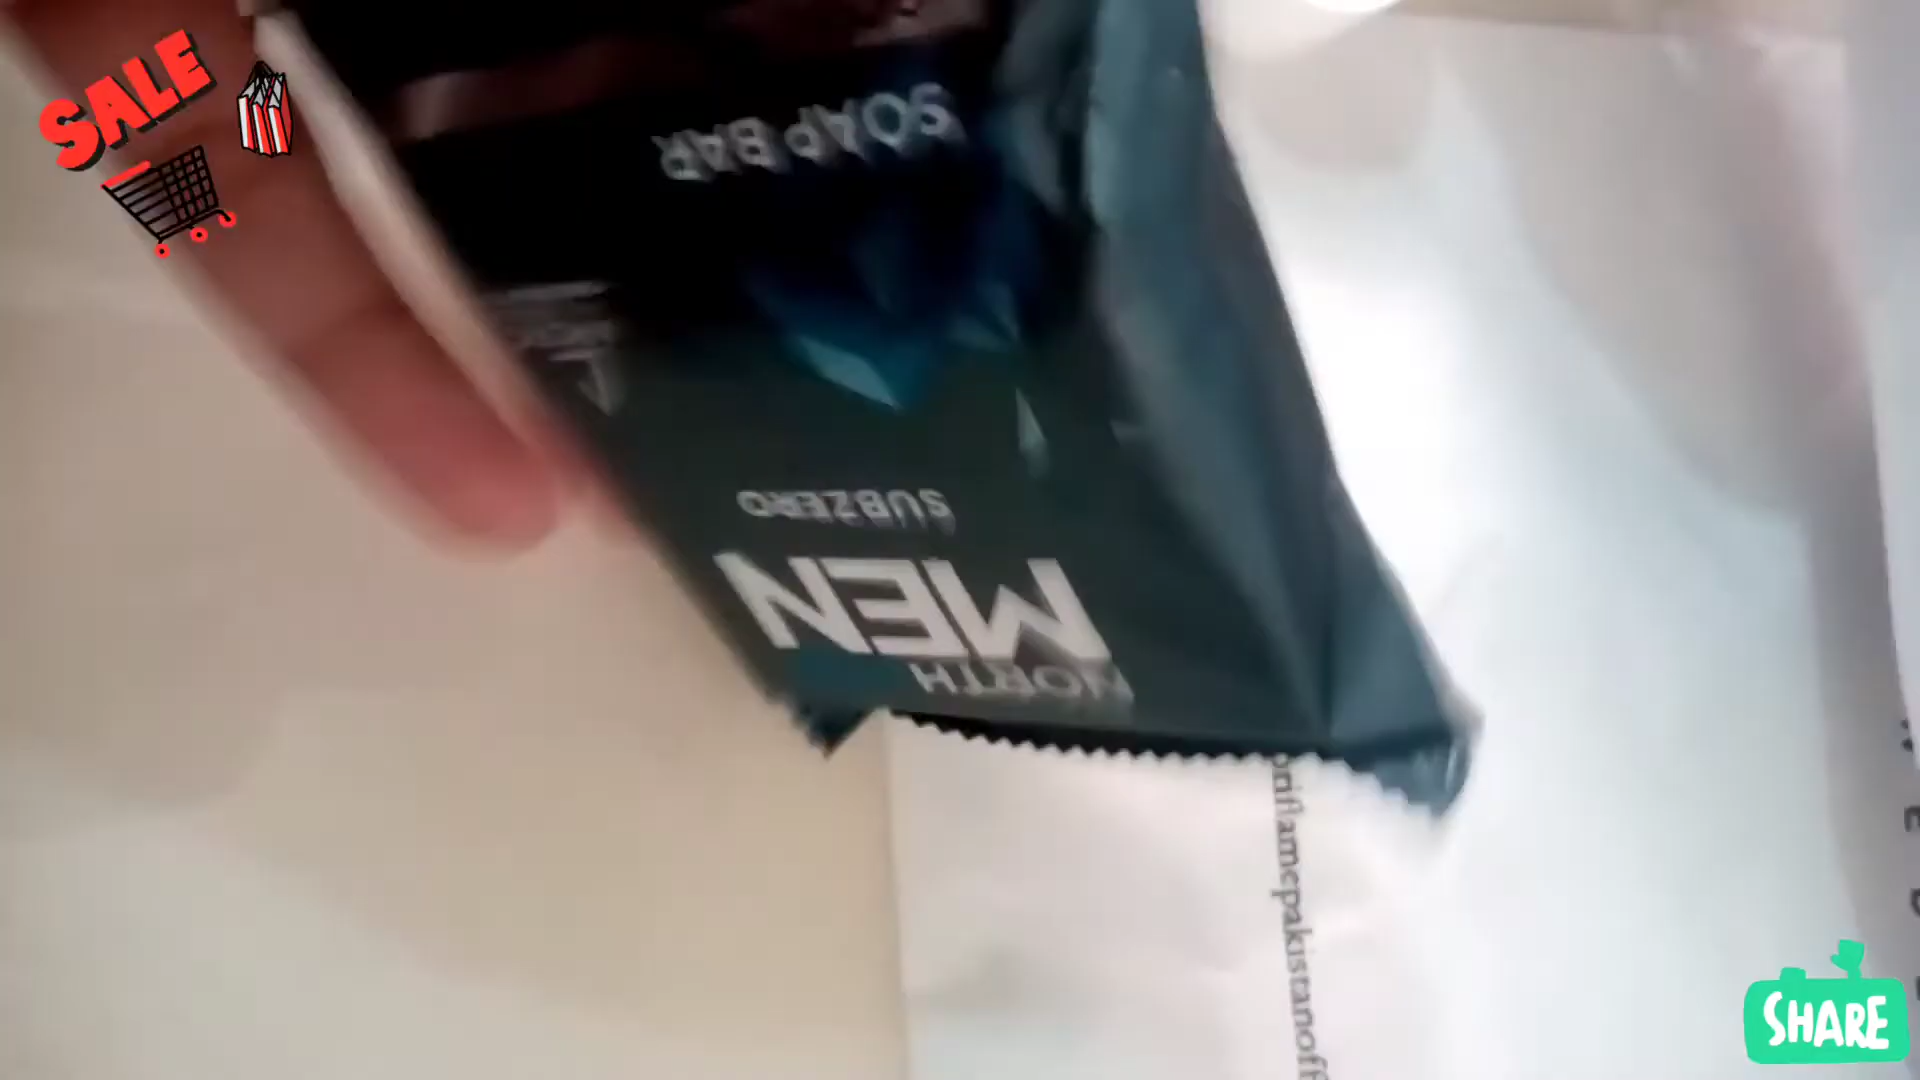 SALE
NORTH
MEN
SUBZERO
SOAP BAR
oriflamepakistanoff
SHARE